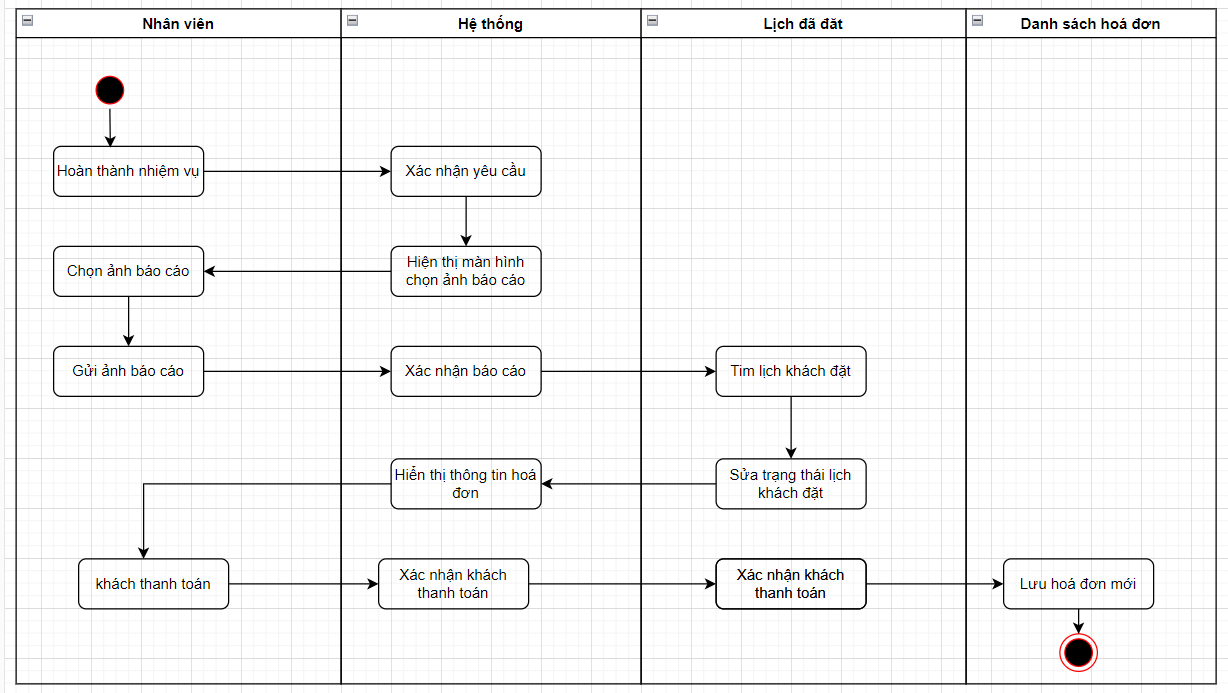 Nhân viên
Hệ thống
Lịch đã đăt
Danh sách hoá đơn
Hoàn thành nhiệm vụ
Xác nhận yêu cầu
Chọn ảnh báo cáo
Hiện thị màn hình
chọn ảnh báo cáo
Gửi ảnh báo cáo
Xác nhận báo cáo
Tim lịch khách đặt
Hiển thị thông tin hoá
đơn
Sửa trạng thái lịch
khách đặt
khách thanh toán
Xác nhận khách
thanh toán
Xác nhận khách
thanh toán
Lưu hoá đơn mới